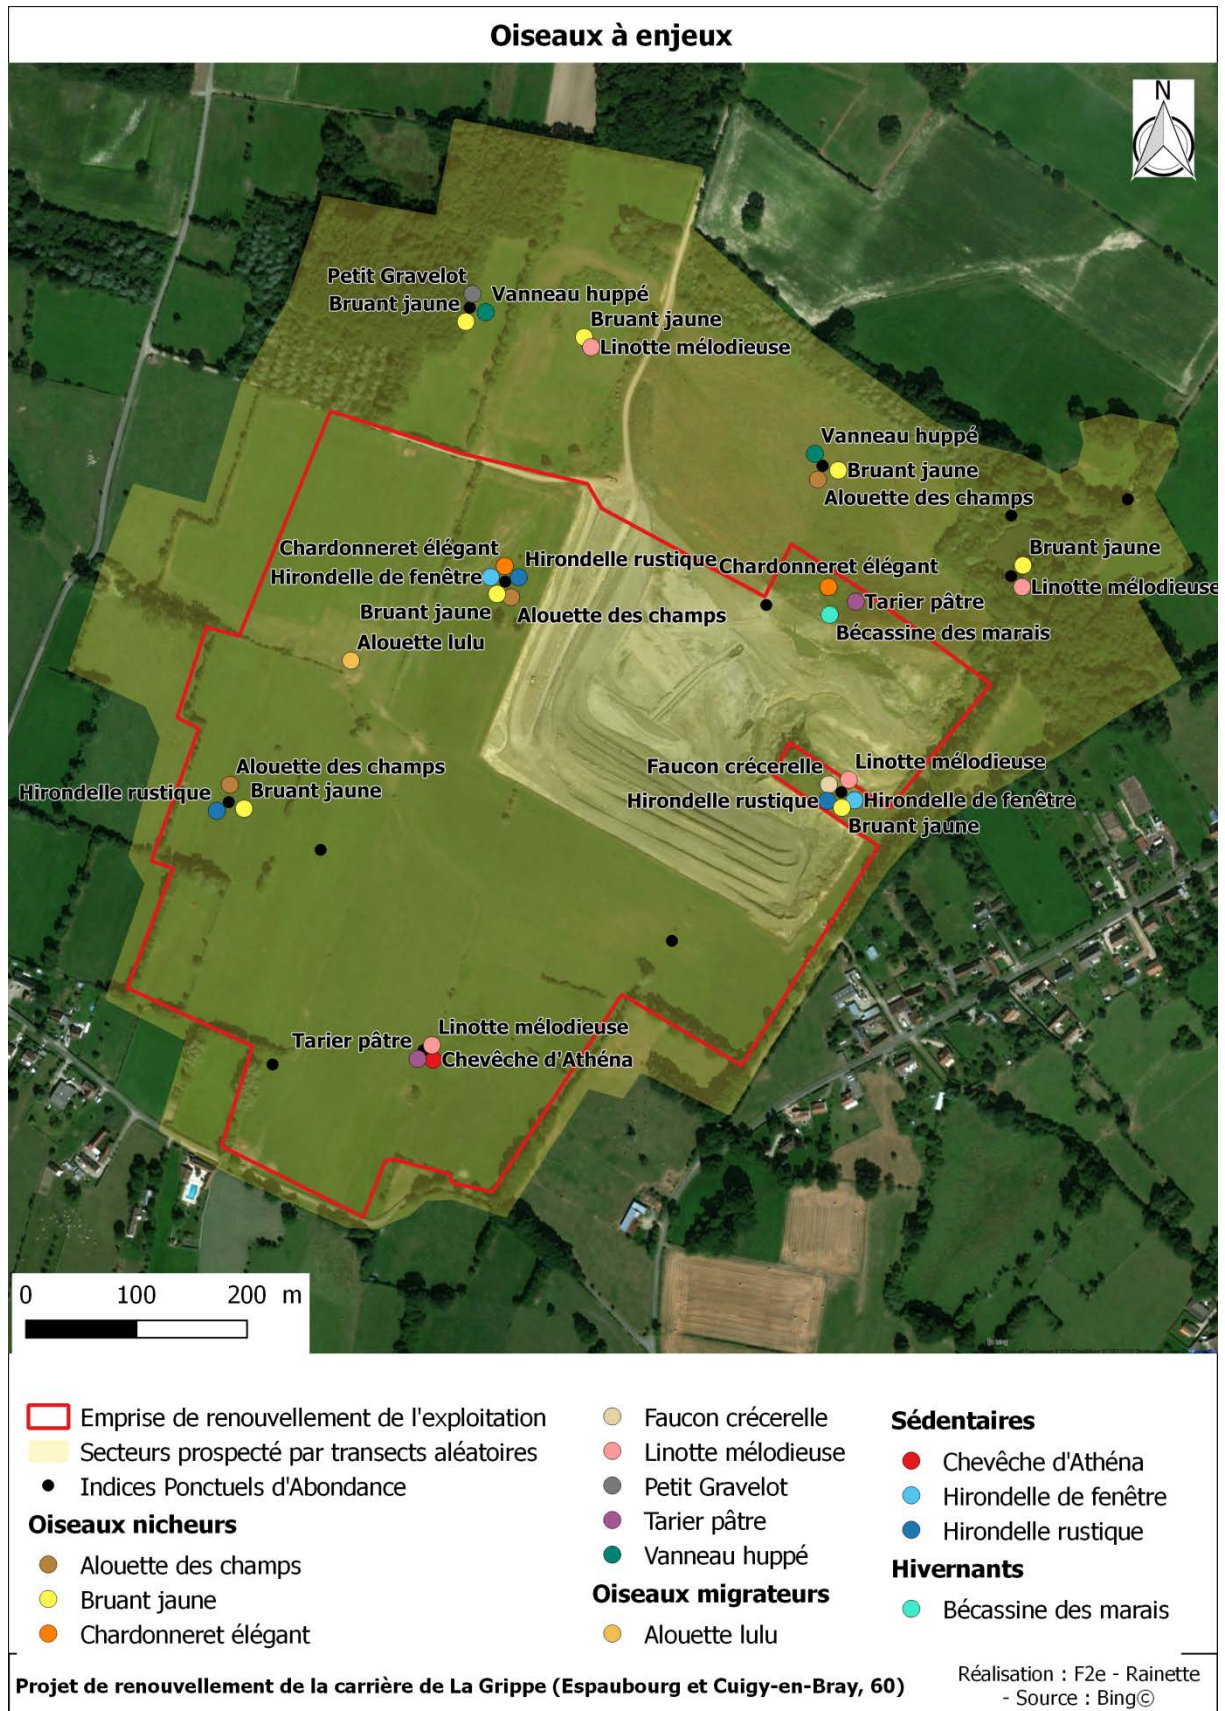 Oiseaux à enjeux
N
Petit Gravelot
Bruant jaune
Vanneau huppé
Bruant jaune
Linotte mélodieuse
Vanneau huppé
Bruant jaune
Alouette des champs
Bruant jaune
Linotte mélodieuse
Chardonneret élégant
Hirondelle rustique
Hirondelle de fenêtre
Bruant jaune
Alouette des champs
Alouette lulu
Chardonneret élégant
Tarier pâtre
Bécassine des marais
Alouette des champs
Hirondelle rustique
Bruant jaune
Linotte mélodieuse
Faucon crécerelle
Hirondelle rustique
Hirondelle de fenêtre
Bruant jaune
Linotte mélodieuse
Tarier pâtre
Chevêche d'Athéna
0 100 200 m
Emprise de renouvellement de l'exploitation
Secteurs prospecté par transects aléatoires
Indices Ponctuels d'Abondance
Oiseaux nicheurs
Alouette des champs
Bruant jaune
Chardonneret élégant
Faucon crécerelle
Linotte mélodieuse
Petit Gravelot
Tarier pâtre
Vanneau huppé
Oiseaux migrateurs
Alouette lulu
Sédentaires
Chevêche d'Athéna
Hirondelle de fenêtre
Hirondelle rustique
Hivernants
Bécassine des marais
Projet de renouvellement de la carrière de La Grippe (Espaubourg et Cuigy-en-Bray, 60)
Réalisation : F2e - Rainette
- Source : Bing©